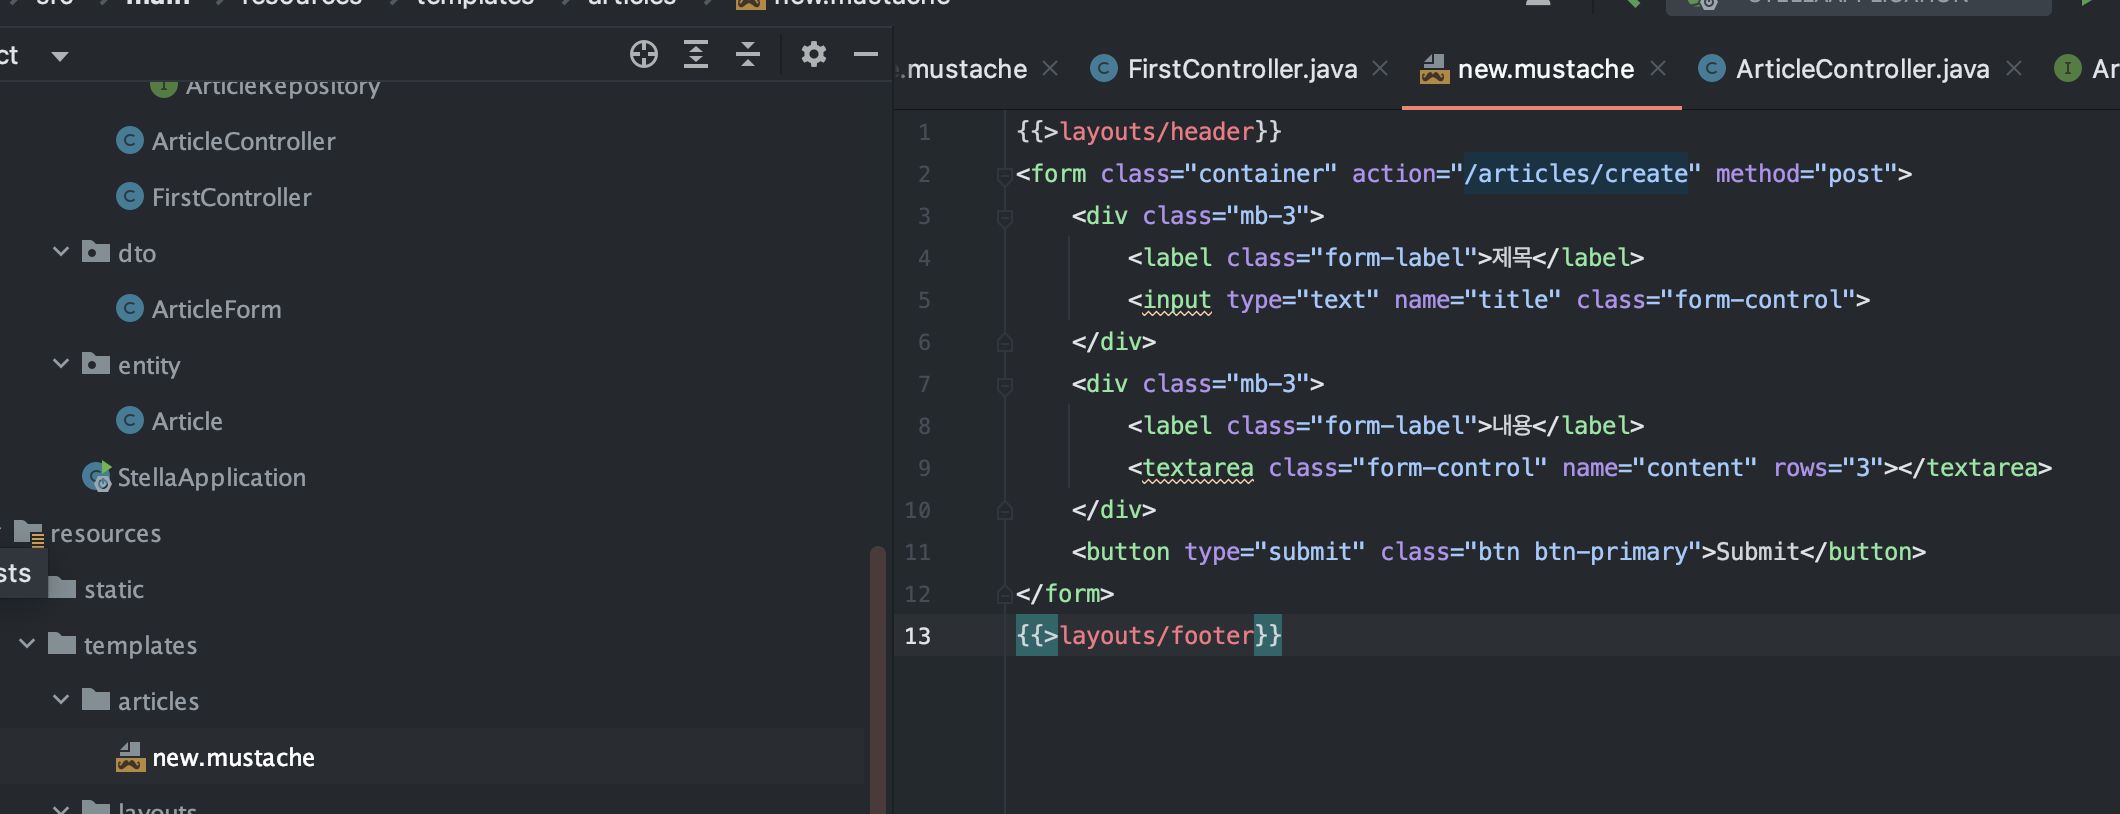 src main resources templates articles new.mustache
ct
ArticleRepository
ArticleController
FirstController
dto
ArticleForm
entity
Article
StellaApplication
resources
sts
static
templates
articles
new.mustache
layouts
STELLAAPPLICATION
.mustache FirstController.java new.mustache ArticleController.java Ar
1 {{>layouts/header}}
2 <form class="container" action="/articles/create" method="post">
3 <div class="mb-3">
4 <label class="form-label">제목</label>
5 <input type="text" name="title" class="form-control">
6 </div>
7 <div class="mb-3">
8 <label class="form-label">내용</label>
9 <textarea class="form-control" name="content" rows="3"></textarea>
10 </div>
11 <button type="submit" class="btn btn-primary">Submit</button>
12 </form>
13 {{>layouts/footer}}